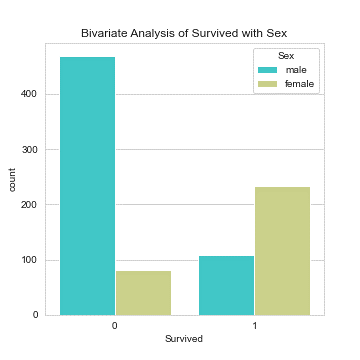 Bivariate Analysis of Survived with Sex
Sex
male
female
400
300
200
100
0
count
0 1
Survived